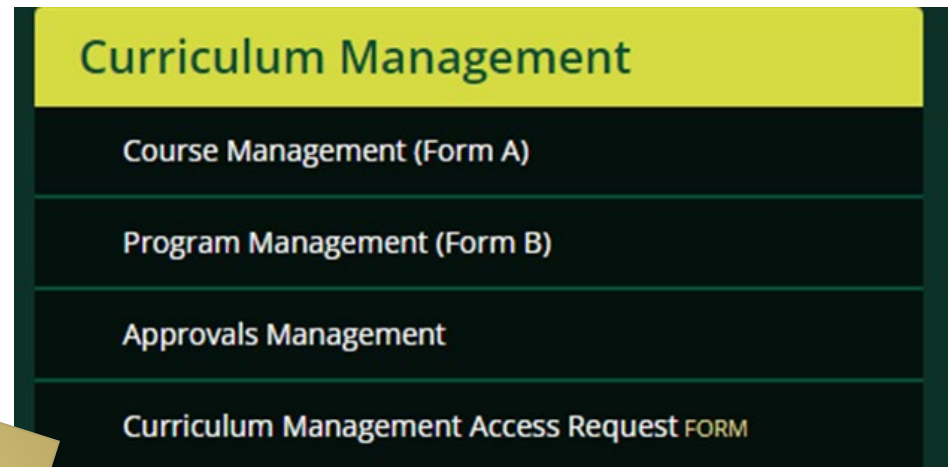 Curriculum Management
Course Management (Form A)
Program Management (Form B)
Approvals Management
Curriculum Management Access Request FORM